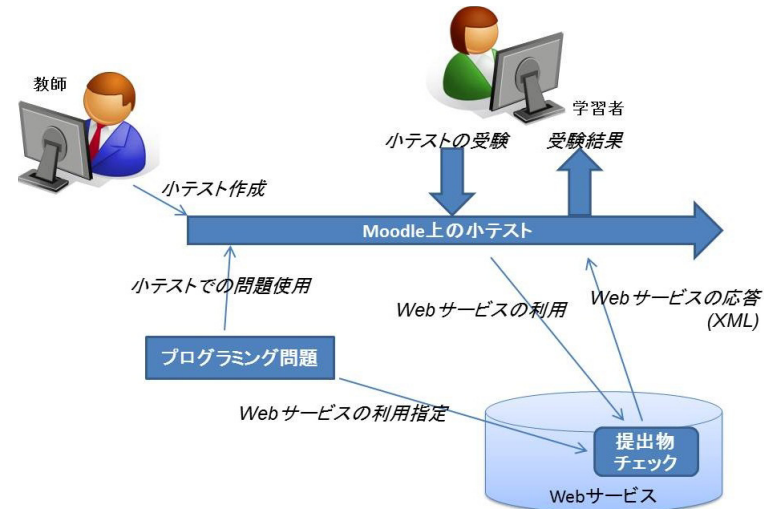 教師
学習者
小テストの受験
受験結果
小テスト作成
Moodle上の小テスト
小テストでの問題使用
Webサービスの利用
Webサービスの応答
(XML)
プログラミング問題
Webサービスの利用指定
提出物
チェック
Webサービス